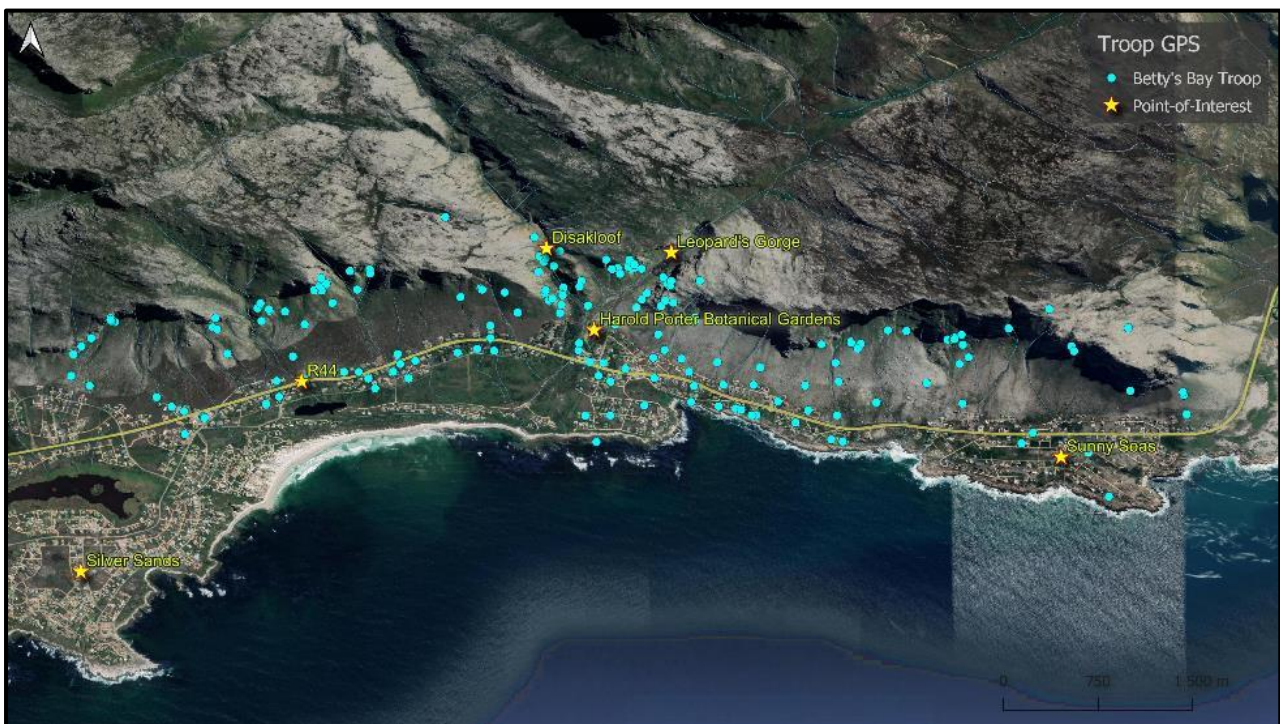 Troop GPS
Betty's Bay Troop
Point-of-Interest
Disakloof
Leopard's Gorge
Harold Porter Botanical Gardens
R44
Sunny Seas
Silver Sands
0 750 1 500 m